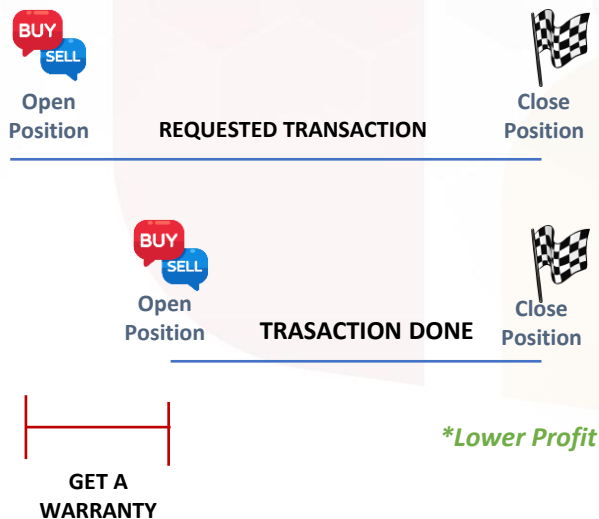 BUY
SELL
Open
Position
REQUESTED TRANSACTION
Close
Position
BUY
SELL
Open
Position
TRASACTION DONE
Close
Position
*Lower Profit
GET A
WARRANTY